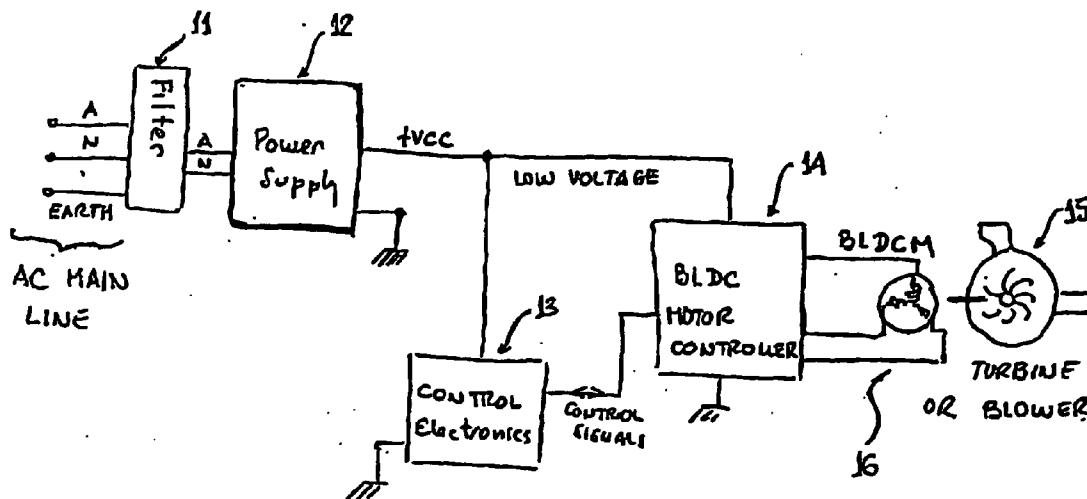 11
12
Filter
A
N
EARTH
AC MAIN
LINE
A
N
Power
Supply
+VCC
LOW VOLTAGE
13
CONTROL
Electronics
CONTROL
SIGNALS
14
BLDC
MOTOR
CONTROLLER
BLDCM
16
15
TURBINE
OR BLOWER